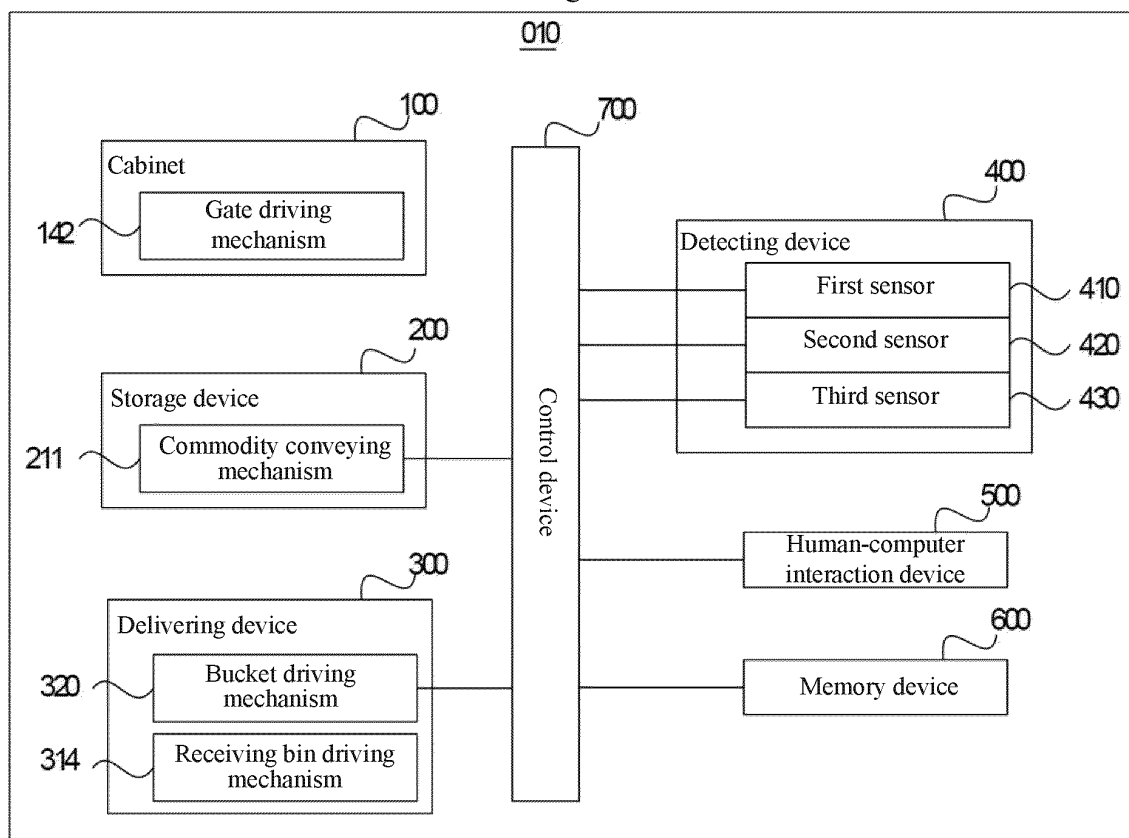 010
100
Cabinet
142
Gate driving
mechanism
200
Storage device
211
Commodity conveying
mechanism
300
Delivering device
320
Bucket driving
mechanism
314
Receiving bin driving
mechanism
700
Control device
400
Detecting device
First sensor
410
Second sensor
420
Third sensor
430
500
Human-computer
interaction device
600
Memory device